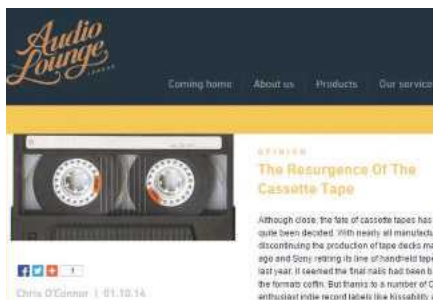 Audio
Lounge
LONDON
Coming home
About us
Products
Our service
OPINION
The Resurgence Of The
Cassette Tape
Although close, the fate of cassette tapes has
quite been decided. With nearly all manufactu
discontinuing the production of tape decks ma
ago and Sony retiring its line of handheld tape
last year, it seemed the final nails had been b
the formats coffin. But thanks to a number of C
enthusiast indie record labels like Kissability
Chris O'Connor | 01.10.14